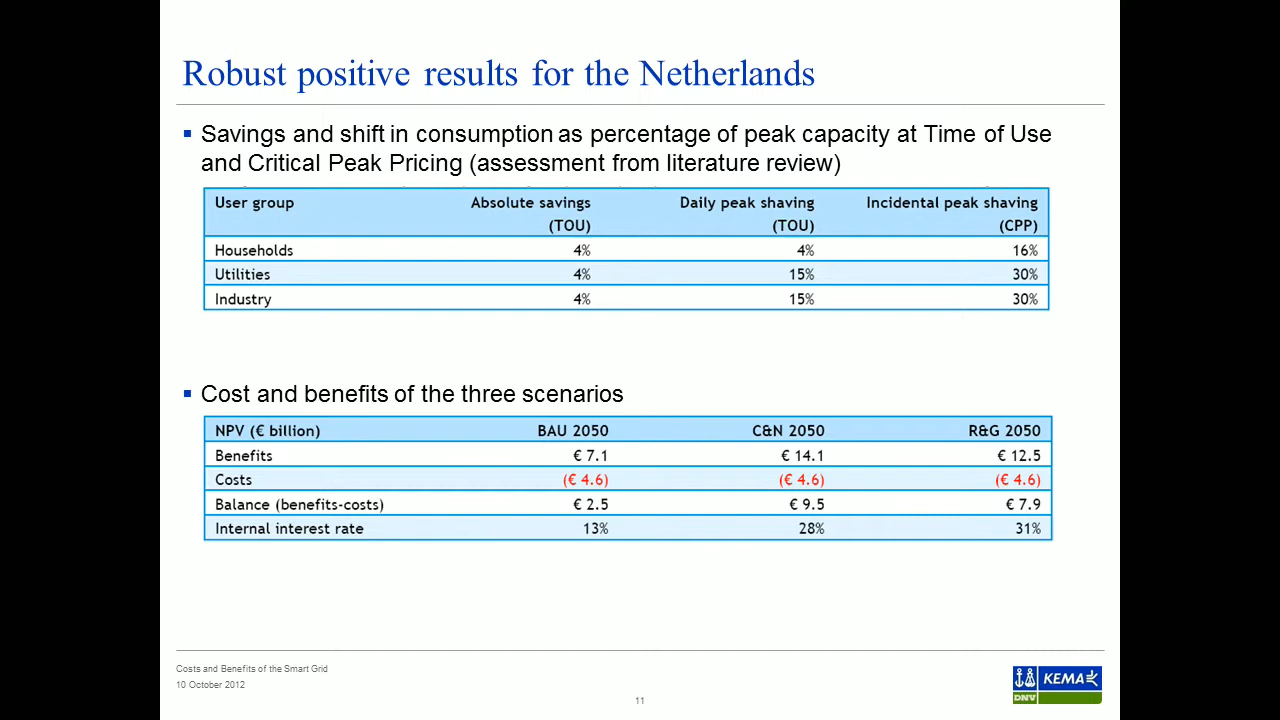 Robust positive results for the Netherlands
▪ Savings and shift in consumption as percentage of peak capacity at Time of Use
and Critical Peak Pricing (assessment from literature review)
User group Absolute savings (TOU) Daily peak shaving (TOU) Incidental peak shaving (CPP)
Households 4% 4% 16%
Utilities 4% 15% 30%
Industry 4% 15% 30%
▪ Cost and benefits of the three scenarios
NPV (€ billion) BAU 2050 C&N 2050 R&G 2050
Benefits € 7.1 € 14.1 € 12.5
Costs (€ 4.6) (€ 4.6) (€ 4.6)
Balance (benefits-costs) € 2.5 € 9.5 € 7.9
Internal interest rate 13% 28% 31%
Costs and Benefits of the Smart Grid
10 October 2012
11
KEMA
DNV